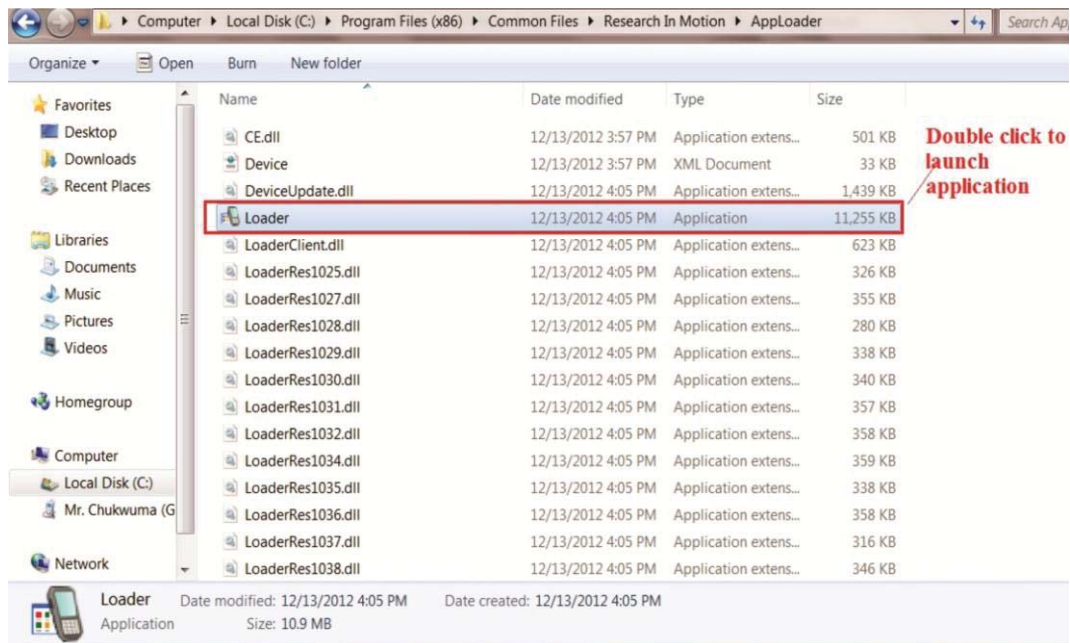 Computer Local Disk (C:) Program Files (x86) Common Files Research In Motion AppLoader Search Ap
Organize Open Burn New folder
Favorites
Desktop
Downloads
Recent Places
Libraries
Documents
Music
Pictures
Videos
Homegroup
Computer
Local Disk (C:)
Mr. Chukwuma (G
Network
Name Date modified Type Size
CE.dll 12/13/2012 3:57 PM Application extens... 501 KB
Device 12/13/2012 3:57 PM XML Document 33 KB
DeviceUpdate.dll 12/13/2012 4:05 PM Application extens... 1,439 KB
Loader 12/13/2012 4:05 PM Application 11,255 KB
LoaderClient.dll 12/13/2012 4:05 PM Application extens... 623 KB
LoaderRes1025.dll 12/13/2012 4:05 PM Application extens... 326 KB
LoaderRes1027.dll 12/13/2012 4:05 PM Application extens... 355 KB
LoaderRes1028.dll 12/13/2012 4:05 PM Application extens... 280 KB
LoaderRes1029.dll 12/13/2012 4:05 PM Application extens... 338 KB
LoaderRes1030.dll 12/13/2012 4:05 PM Application extens... 340 KB
LoaderRes1031.dll 12/13/2012 4:05 PM Application extens... 357 KB
LoaderRes1032.dll 12/13/2012 4:05 PM Application extens... 358 KB
LoaderRes1034.dll 12/13/2012 4:05 PM Application extens... 359 KB
LoaderRes1035.dll 12/13/2012 4:05 PM Application extens... 338 KB
LoaderRes1036.dll 12/13/2012 4:05 PM Application extens... 358 KB
LoaderRes1037.dll 12/13/2012 4:05 PM Application extens... 316 KB
LoaderRes1038.dll 12/13/2012 4:05 PM Application extens... 346 KB
Double click to
launch
application
Loader Date modified: 12/13/2012 4:05 PM Date created: 12/13/2012 4:05 PM
Application Size: 10.9 MB